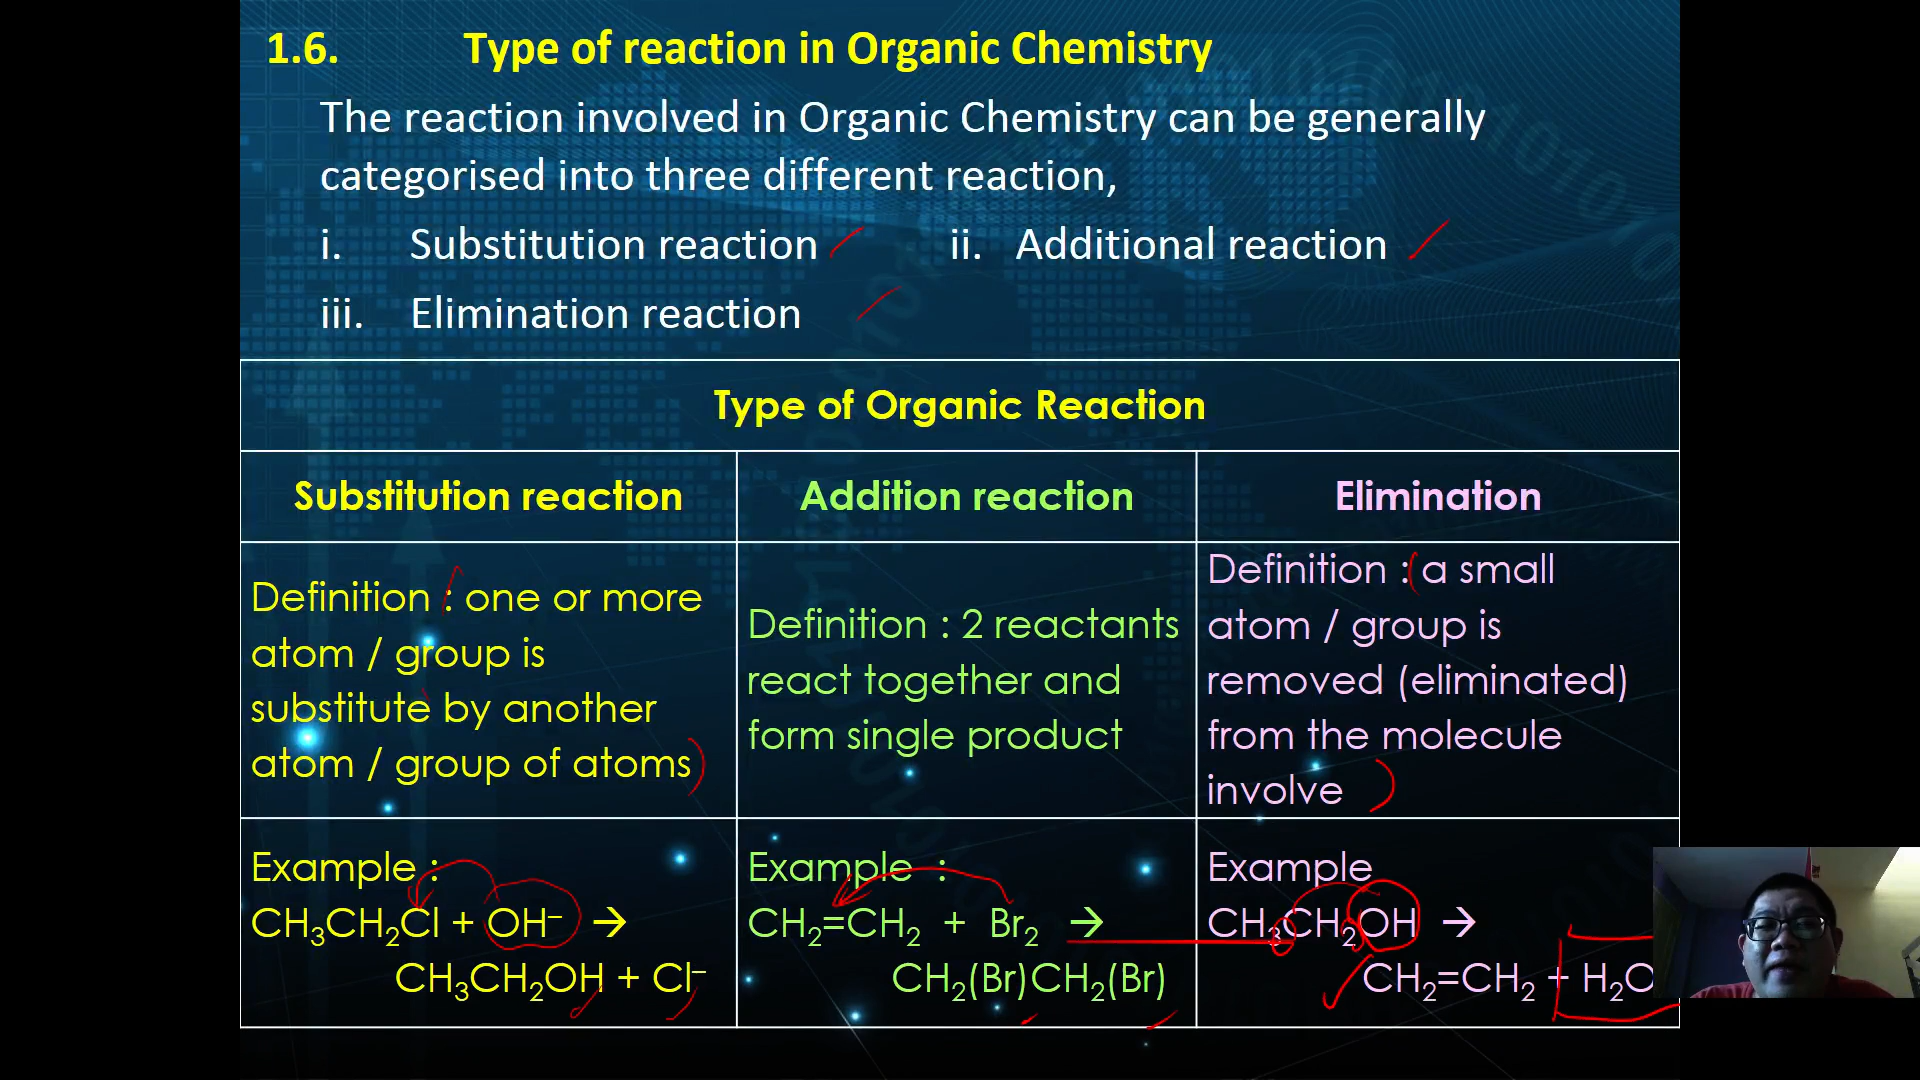 1.6. Type of reaction in Organic Chemistry
The reaction involved in Organic Chemistry can be generally
categorised into three different reaction,
i. Substitution reaction ii. Additional reaction
iii. Elimination reaction
Type of Organic Reaction
Substitution reaction
Addition reaction
Elimination
Definition : one or more
atom / group is
substitute by another
atom / group of atoms
Definition : 2 reactants
react together and
form single product
Definition : a small
atom / group is
removed (eliminated)
from the molecule
involve
Example :
CH₃CH₂Cl + OH⁻ →
CH₃CH₂OH + Cl⁻
Example :
CH₂=CH₂ + Br₂ →
CH₂(Br)CH₂(Br)
Example
CH₃CH₂OH →
CH₂=CH₂ + H₂O